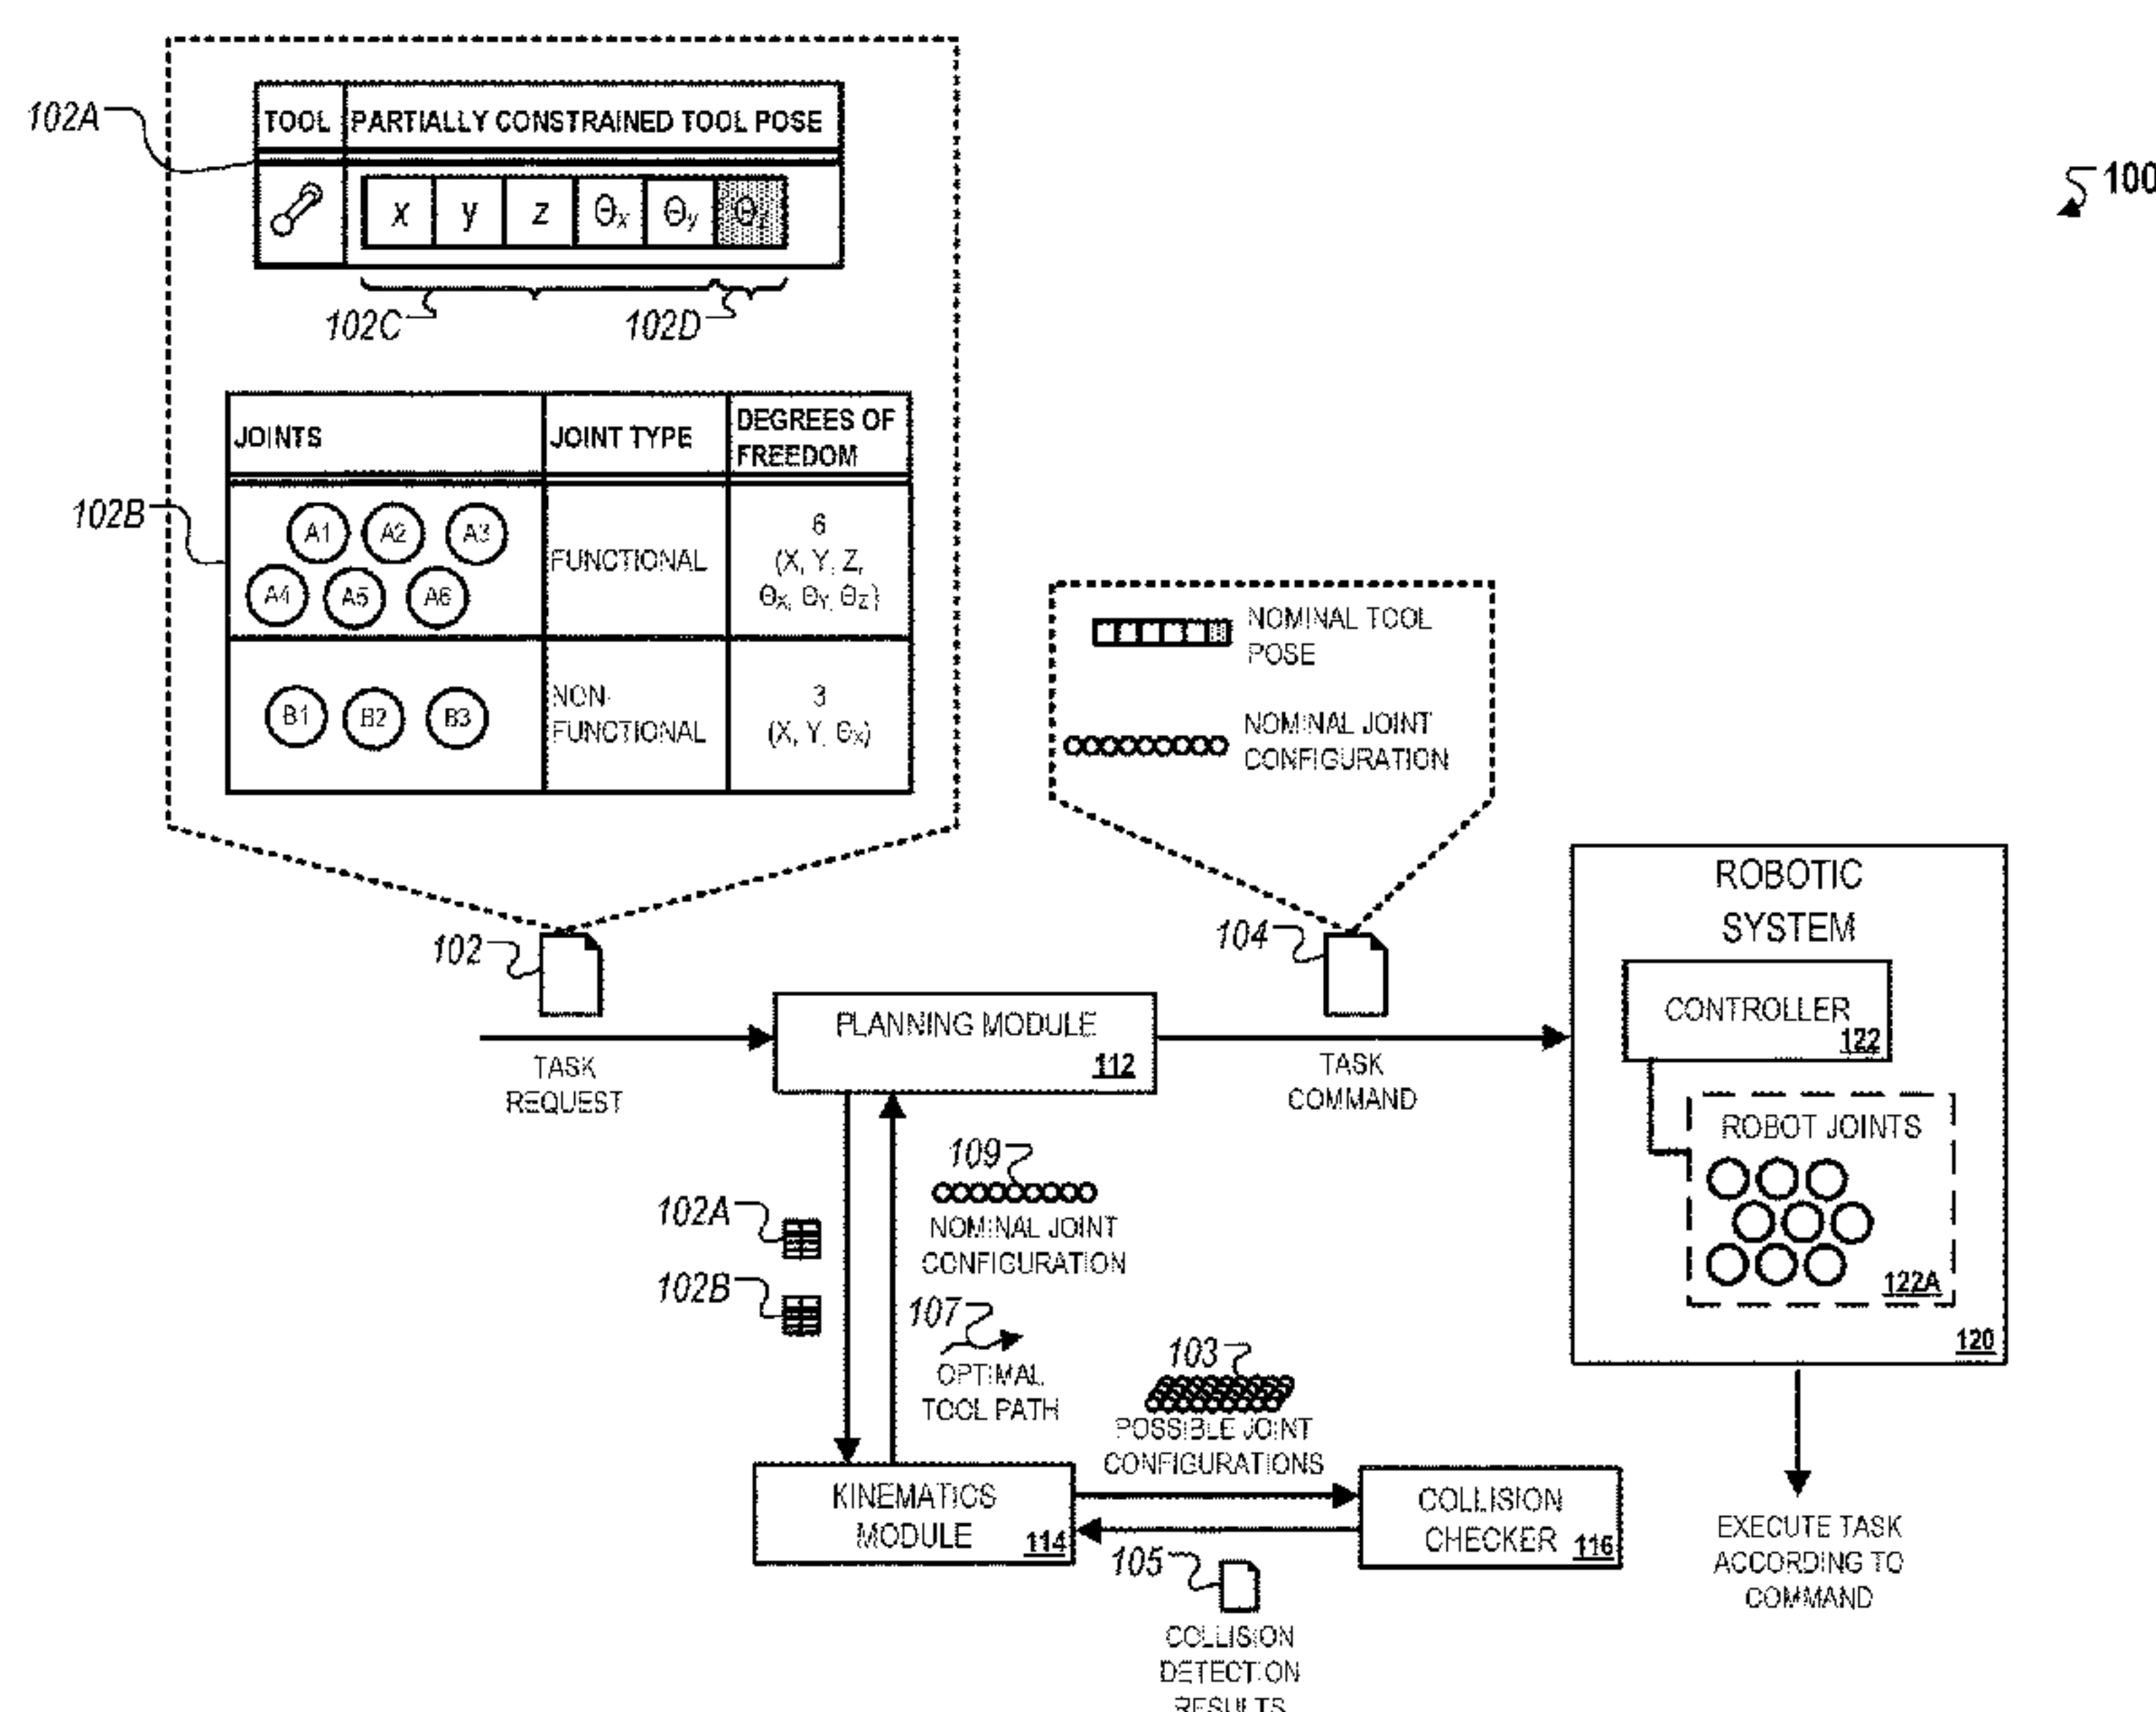 100
102A
TOOL PARTIALLY CONSTRAINED TOOL POSE
x y z Θx Θy Θz
102C 102D
102B
JOINTS JOINT TYPE DEGREES OF
FREEDOM
A1 A2 A3
A4 A5 A6
FUNCTIONAL
6
(X, Y, Z,
ΘX, ΘY, ΘZ)
B1 B2 B3
NON-
FUNCTIONAL
3
(X, Y, ΘX)
NOMINAL TOOL
POSE
NOMINAL JOINT
CONFIGURATION
102
104
TASK
REQUEST
PLANNING MODULE
112
TASK
COMMAND
ROBOTIC
SYSTEM
CONTROLLER
122
ROBOT JOINTS
122A
120
102A
102B
109
NOMINAL JOINT
CONFIGURATION
107
OPTIMAL
TOOL PATH
103
POSSIBLE JOINT
CONFIGURATIONS
KINEMATICS
MODULE 114
COLLISION
CHECKER 116
105
COLLISION
DETECTION
RESULTS
EXECUTE TASK
ACCORDING TO
COMMAND